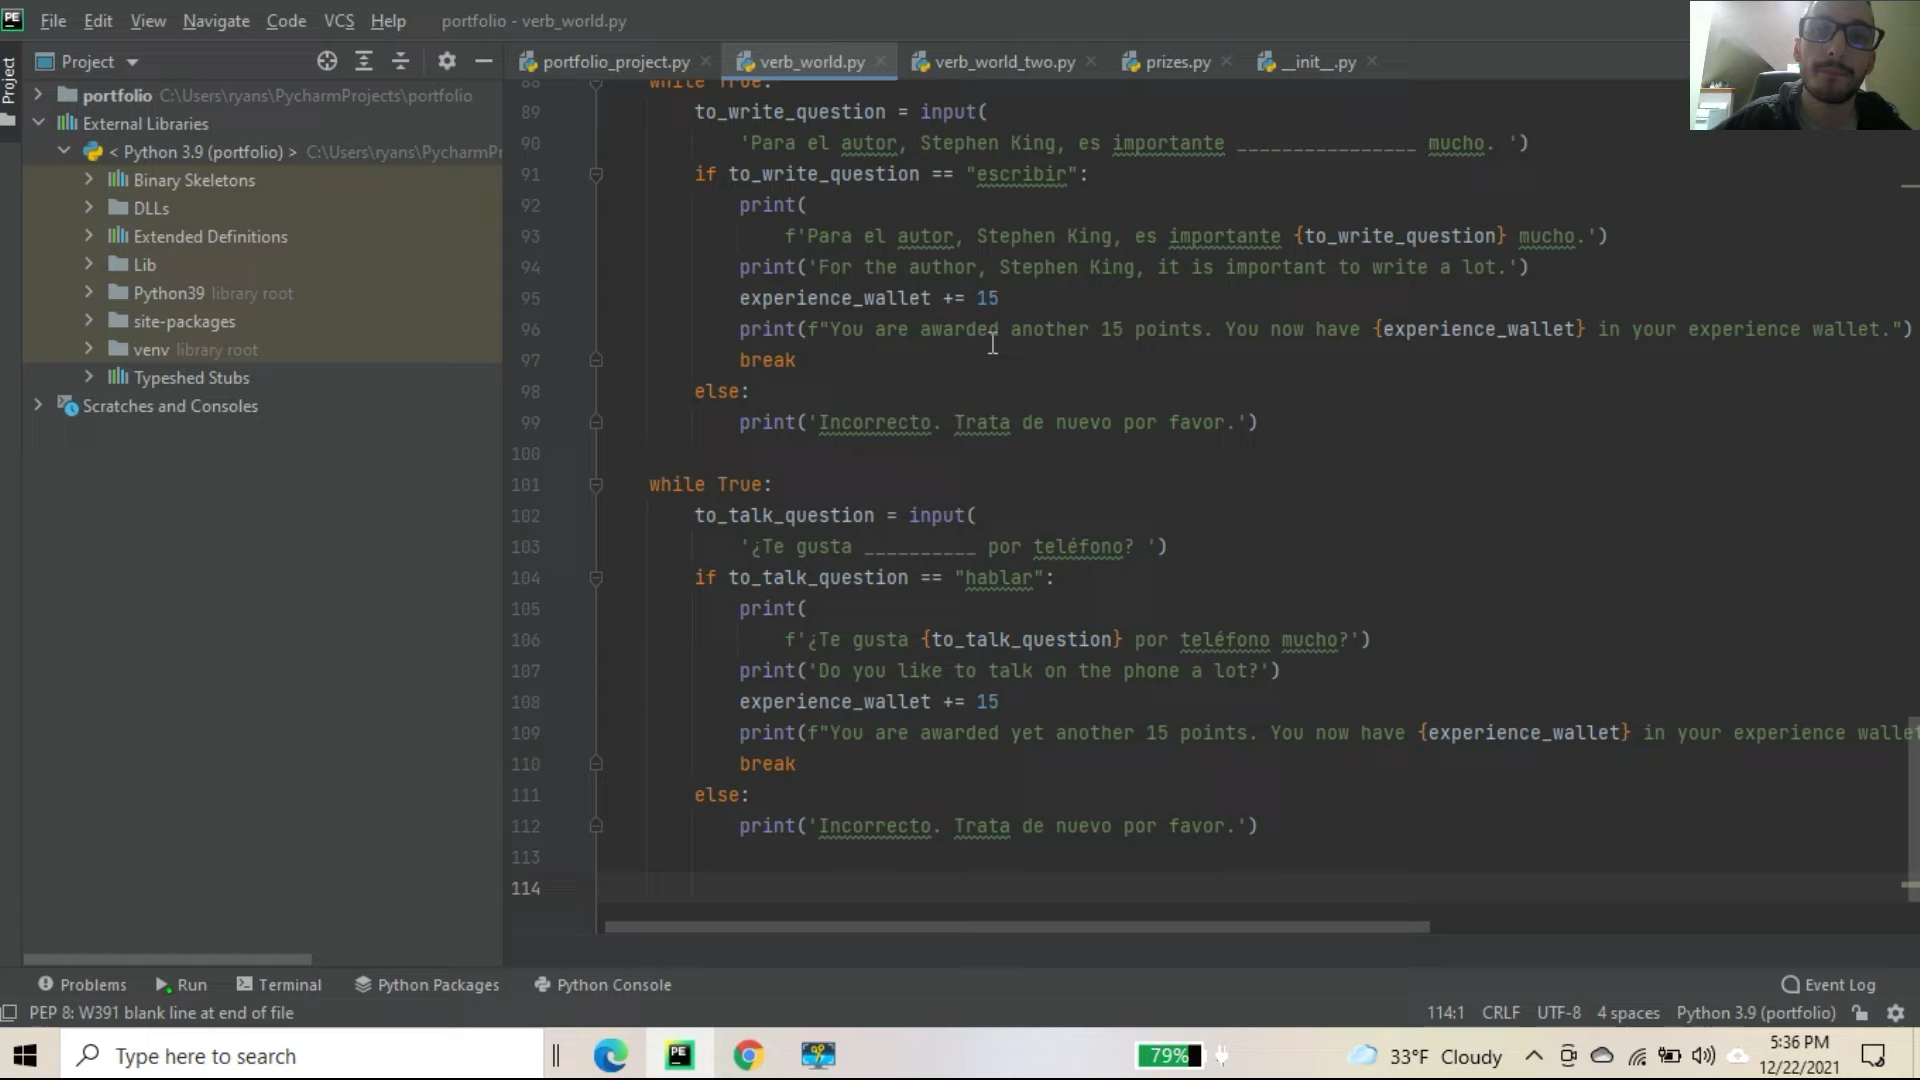 PE File Edit View Navigate Code VCS Help portfolio - verb_world.py
Project portfolio_project.py verb_world.py verb_world_two.py prizes.py __init__.py
Project
portfolio C:\Users\ryans\PycharmProjects\portfolio
External Libraries
< Python 3.9 (portfolio) > C:\Users\ryans\PycharmPr
Binary Skeletons
DLLs
Extended Definitions
Lib
Python39 library root
site-packages
venv library root
Typeshed Stubs
Scratches and Consoles
88 while True:
89 to_write_question = input(
90 'Para el autor, Stephen King, es importante ________________ mucho. ')
91 if to_write_question == "escribir":
92 print(
93 f'Para el autor, Stephen King, es importante {to_write_question} mucho.')
94 print('For the author, Stephen King, it is important to write a lot.')
95 experience_wallet += 15
96 print(f"You are awarded another 15 points. You now have {experience_wallet} in your experience wallet.")
97 break
98 else:
99 print('Incorrecto. Trata de nuevo por favor.')
100
101 while True:
102 to_talk_question = input(
103 '¿Te gusta __________ por teléfono? ')
104 if to_talk_question == "hablar":
105 print(
106 f'¿Te gusta {to_talk_question} por teléfono mucho?')
107 print('Do you like to talk on the phone a lot?')
108 experience_wallet += 15
109 print(f"You are awarded yet another 15 points. You now have {experience_wallet} in your experience wallet
110 break
111 else:
112 print('Incorrecto. Trata de nuevo por favor.')
113
114
Problems Run Terminal Python Packages Python Console Event Log
PEP 8: W391 blank line at end of file 114:1 CRLF UTF-8 4 spaces Python 3.9 (portfolio)
Type here to search PE 79% 33°F Cloudy 5:36 PM
12/22/2021